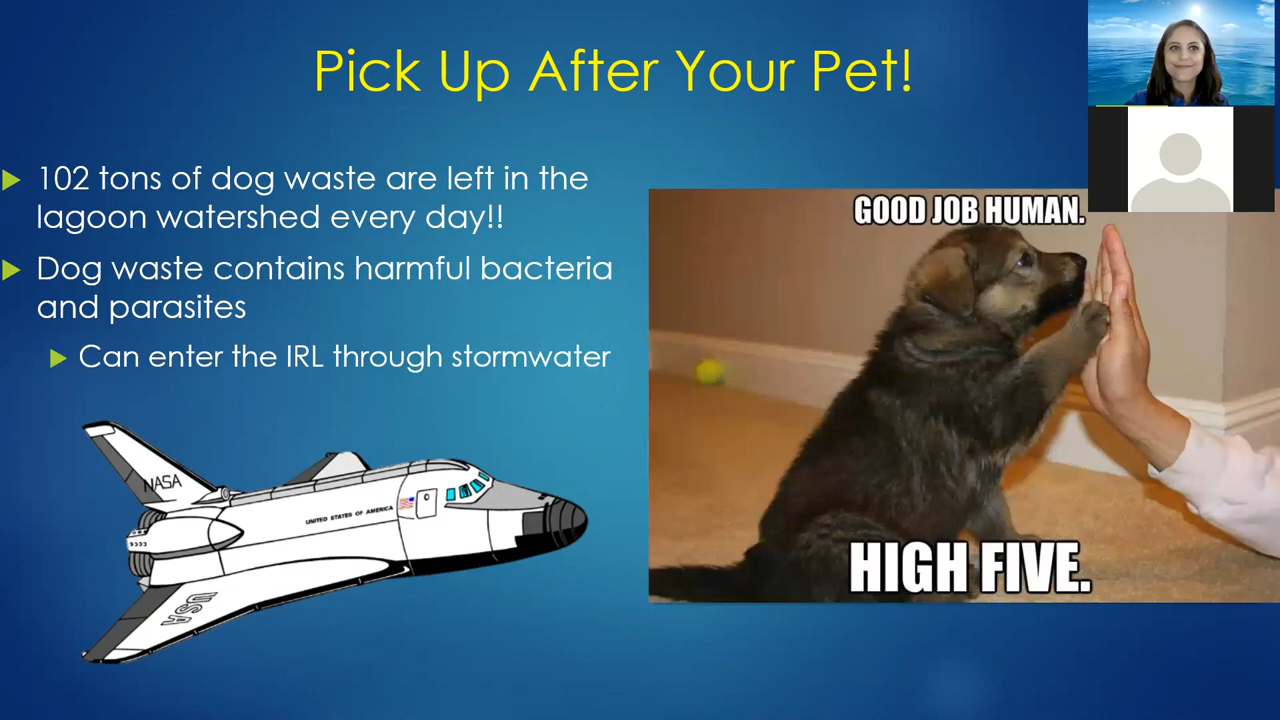 Pick Up After Your Pet!
102 tons of dog waste are left in the
lagoon watershed every day!!
Dog waste contains harmful bacteria
and parasites
Can enter the IRL through stormwater
NASA
UNITED STATES OF AMERICA
USA
GOOD JOB HUMAN.
HIGH FIVE.